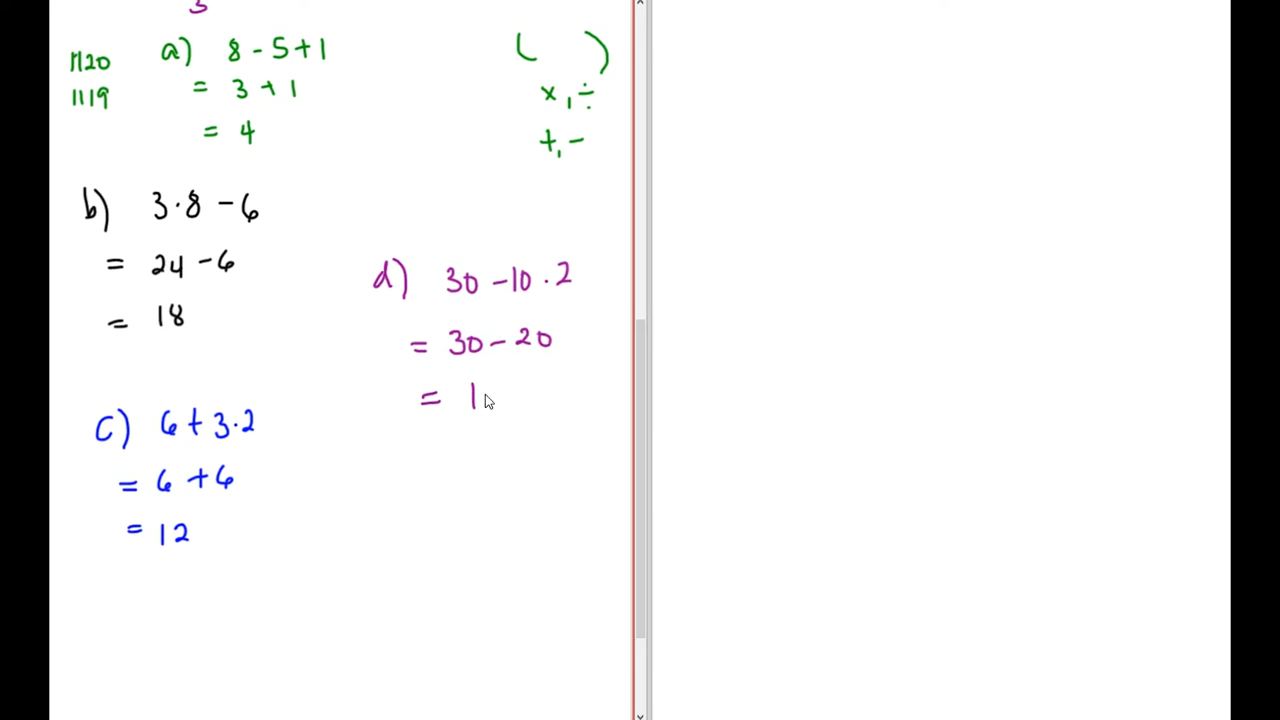 3
1120
1119
a) 8 - 5 + 1
= 3 + 1
= 4
( )
×, ÷
+, -
b) 3·8 - 6
= 24 - 6
= 18
c) 6 + 3·2
= 6 + 6
= 12
d) 30 - 10·2
= 30 - 20
= 1